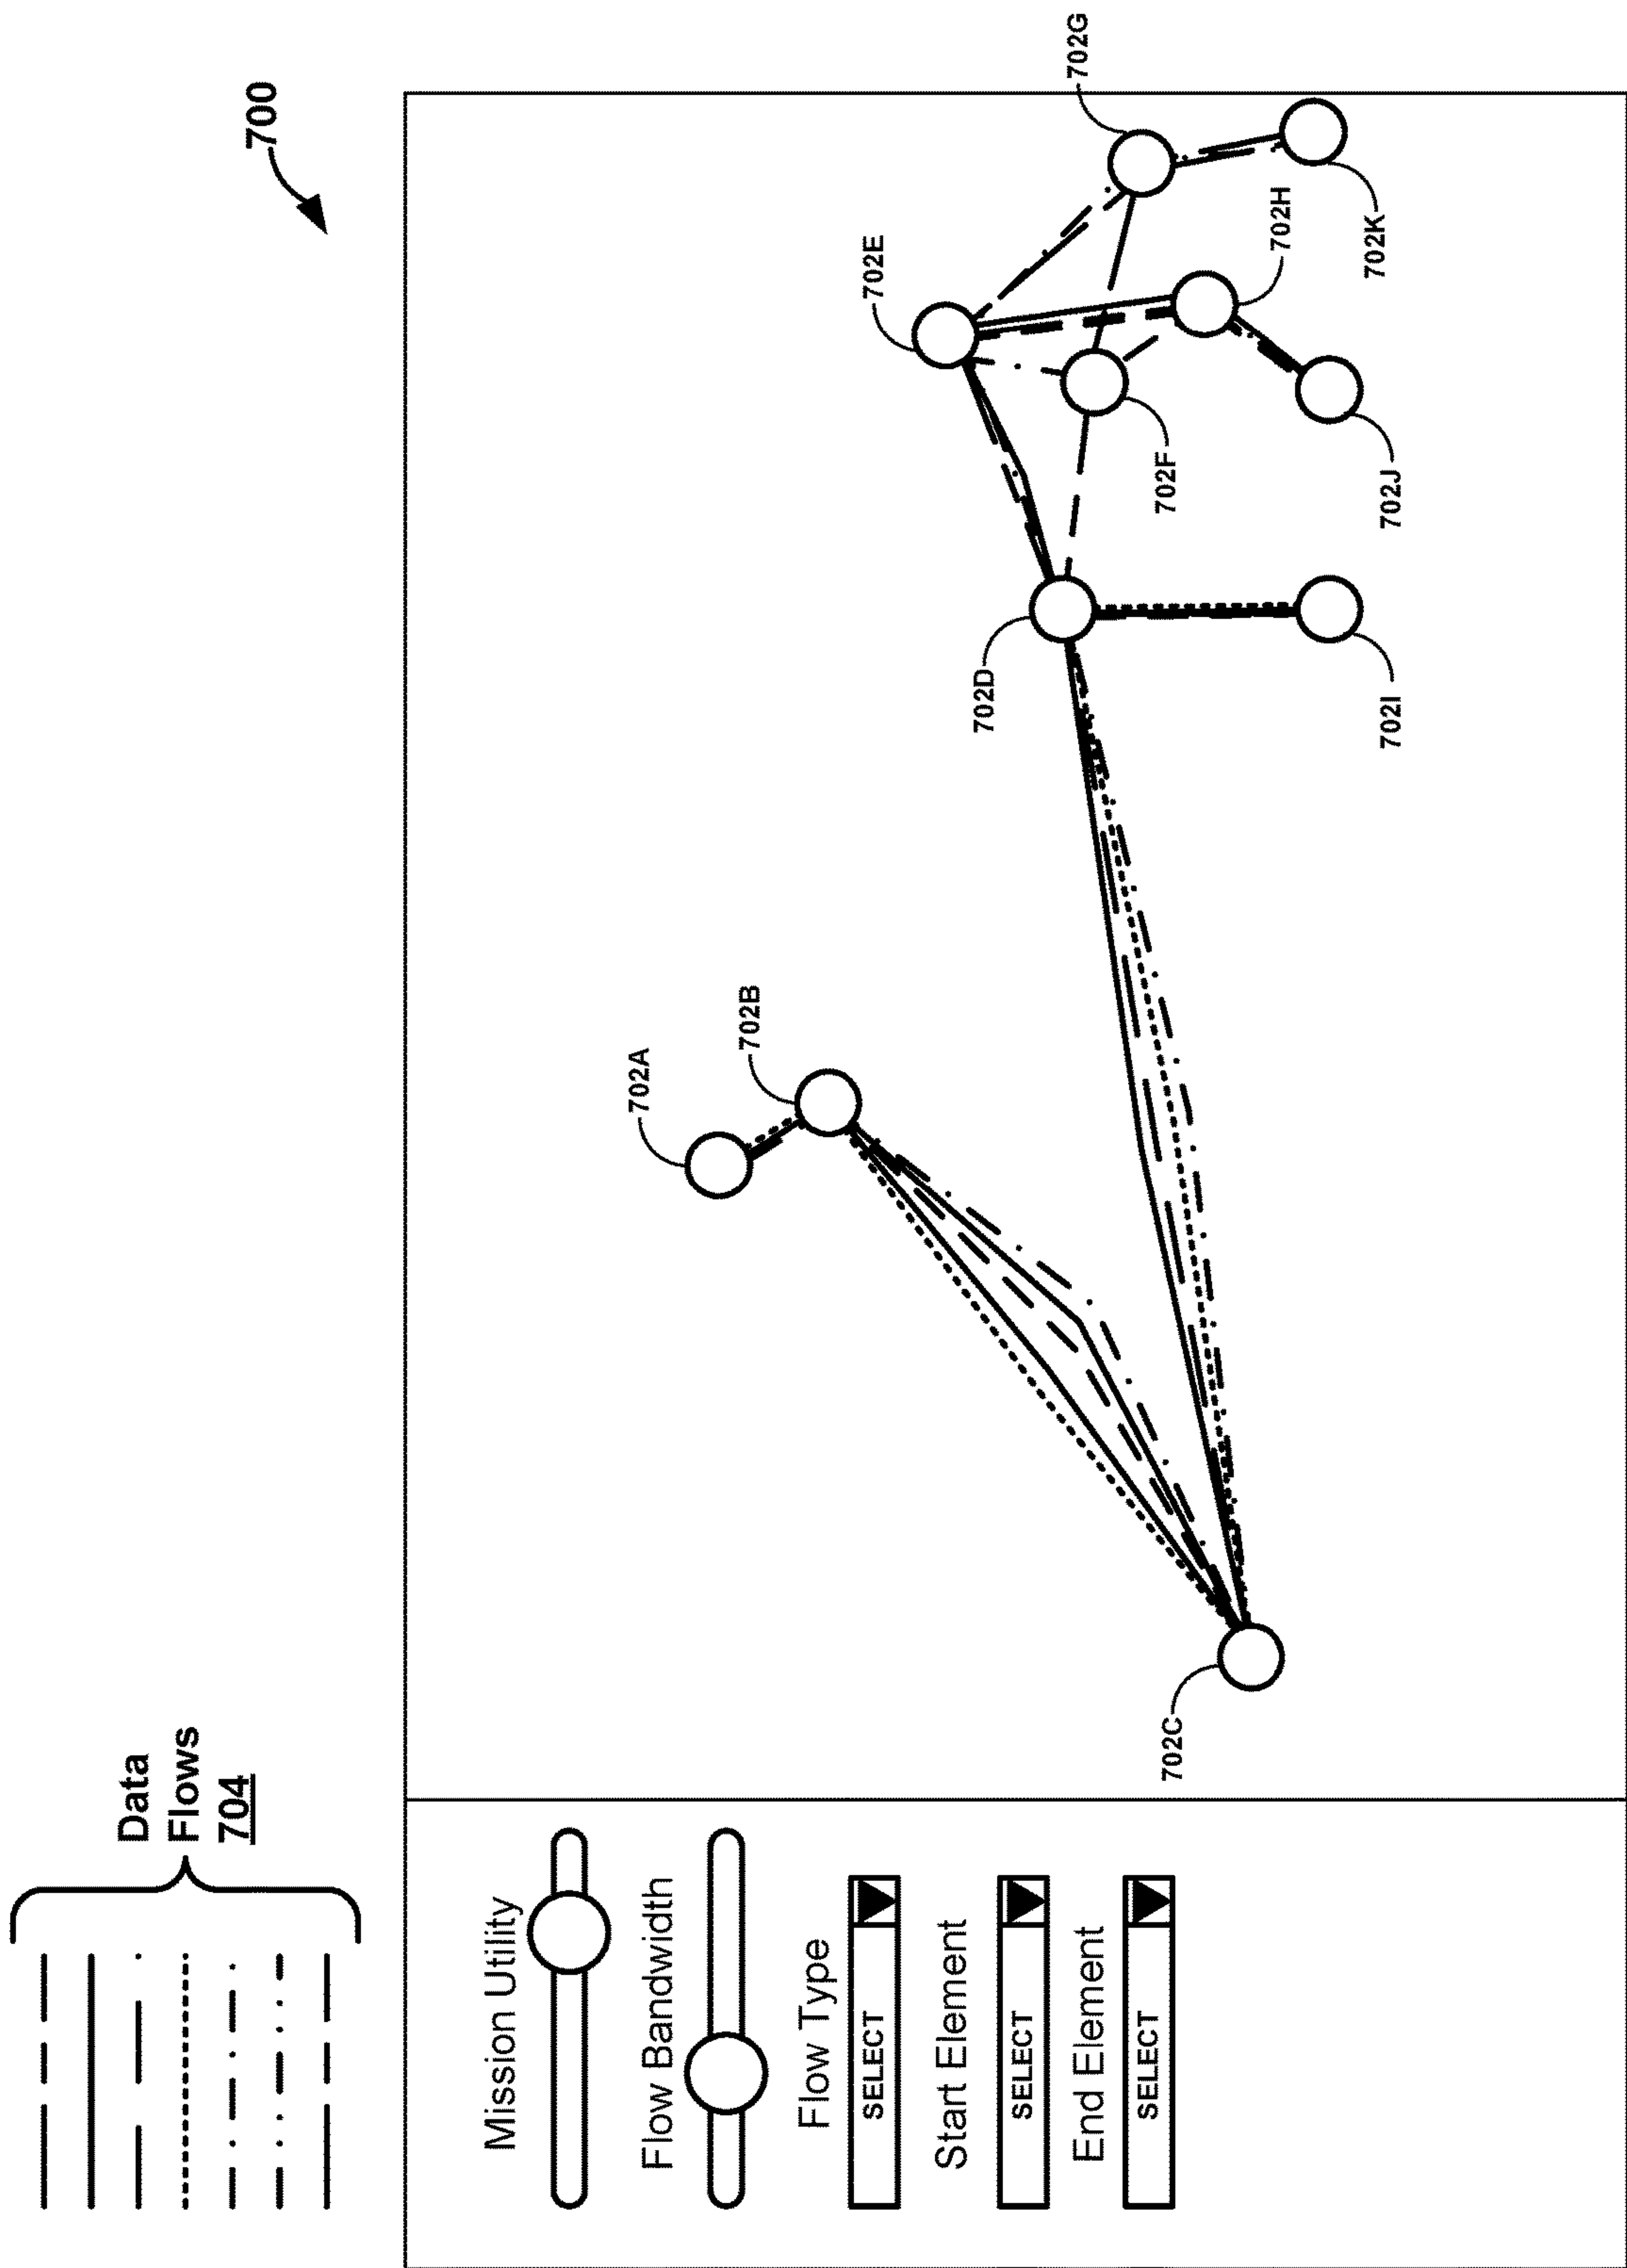 700
Data
Flows
704
Mission Utility
Flow Bandwidth
Flow Type
SELECT
Start Element
SELECT
End Element
SELECT
702A
702B
702C
702D
702E
702F
702G
702H
702I
702J
702K